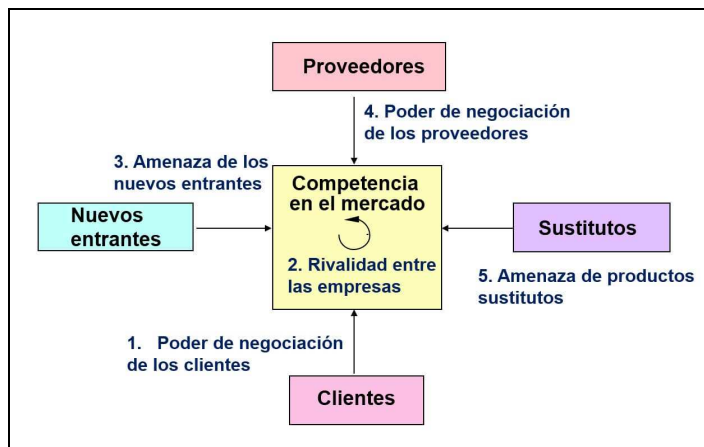 Proveedores
4. Poder de negociación
de los proveedores
3. Amenaza de los
nuevos entrantes
Competencia
en el mercado
Nuevos
entrantes
Sustitutos
2. Rivalidad entre
las empresas
5. Amenaza de productos
sustitutos
1. Poder de negociación
de los clientes
Clientes